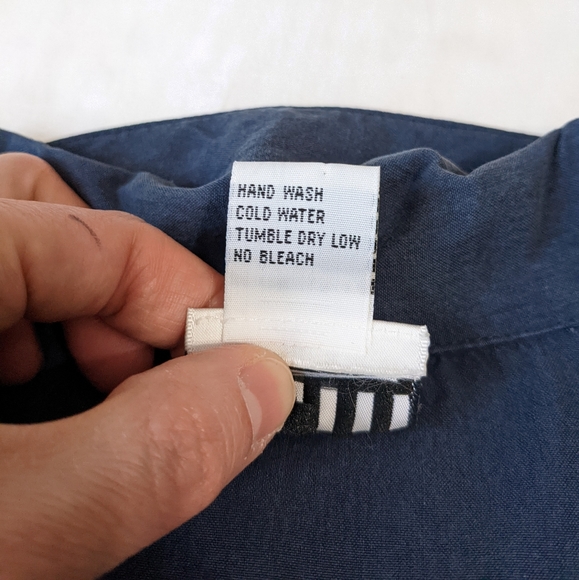 HAND WASH
COLD WATER
TUMBLE DRY LOW
NO BLEACH